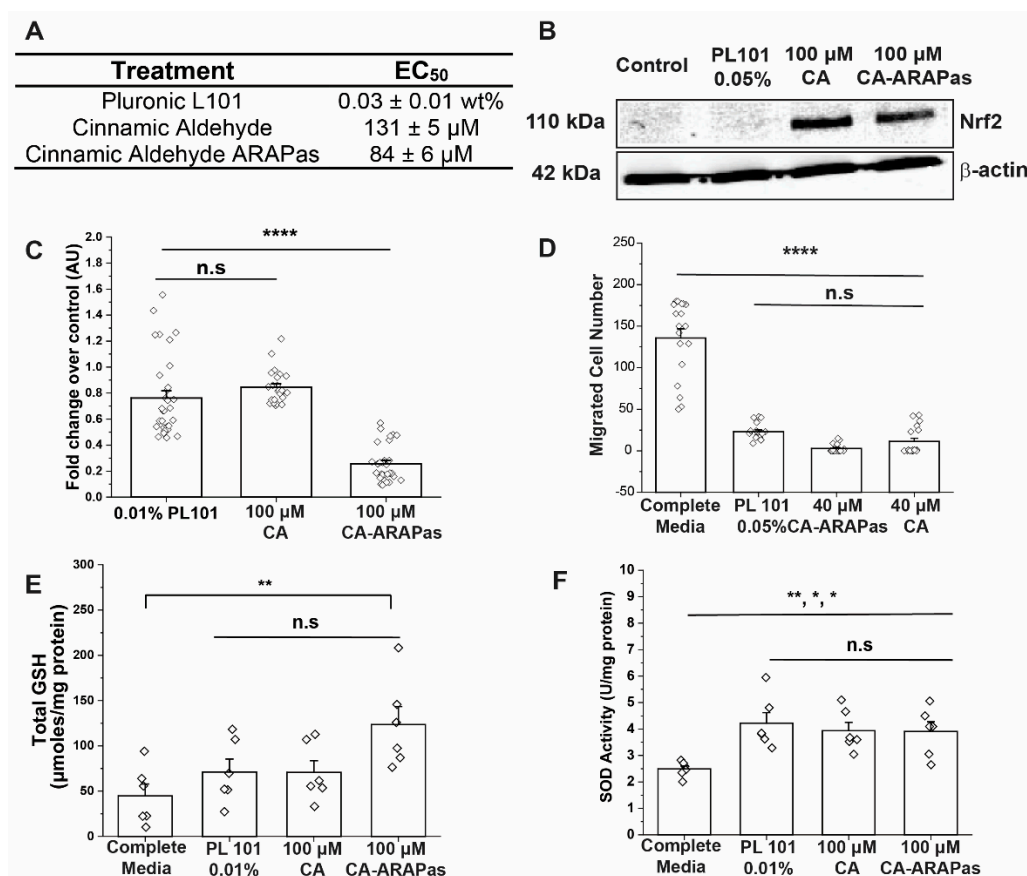 A
Treatment EC50
Pluronic L101 0.03 ± 0.01 wt%
Cinnamic Aldehyde 131 ± 5 μM
Cinnamic Aldehyde ARAPas 84 ± 6 μM
B
Control PL101 0.05% 100 μM CA 100 μM CA-ARAPas
110 kDa Nrf2
42 kDa β-actin
C
Fold change over control (AU)
2.0
1.8
1.6
1.4
1.2
1.0
0.8
0.6
0.4
0.2
0.0
****
n.s
0.01% PL101 100 μM CA 100 μM CA-ARAPas
D
Migrated Cell Number
250
200
150
100
50
0
-50
****
n.s
Complete Media PL 101 0.05% 40 μM CA-ARAPas 40 μM CA
E
Total GSH
(μmoles/mg protein)
300
250
200
150
100
50
0
**
n.s
Complete Media PL 101 0.01% 100 μM CA 100 μM CA-ARAPas
F
SOD Activity (U/mg protein)
10
9
8
7
6
5
4
3
2
1
0
**, *, *
n.s
Complete Media PL 101 0.01% 100 μM CA 100 μM CA-ARAPas